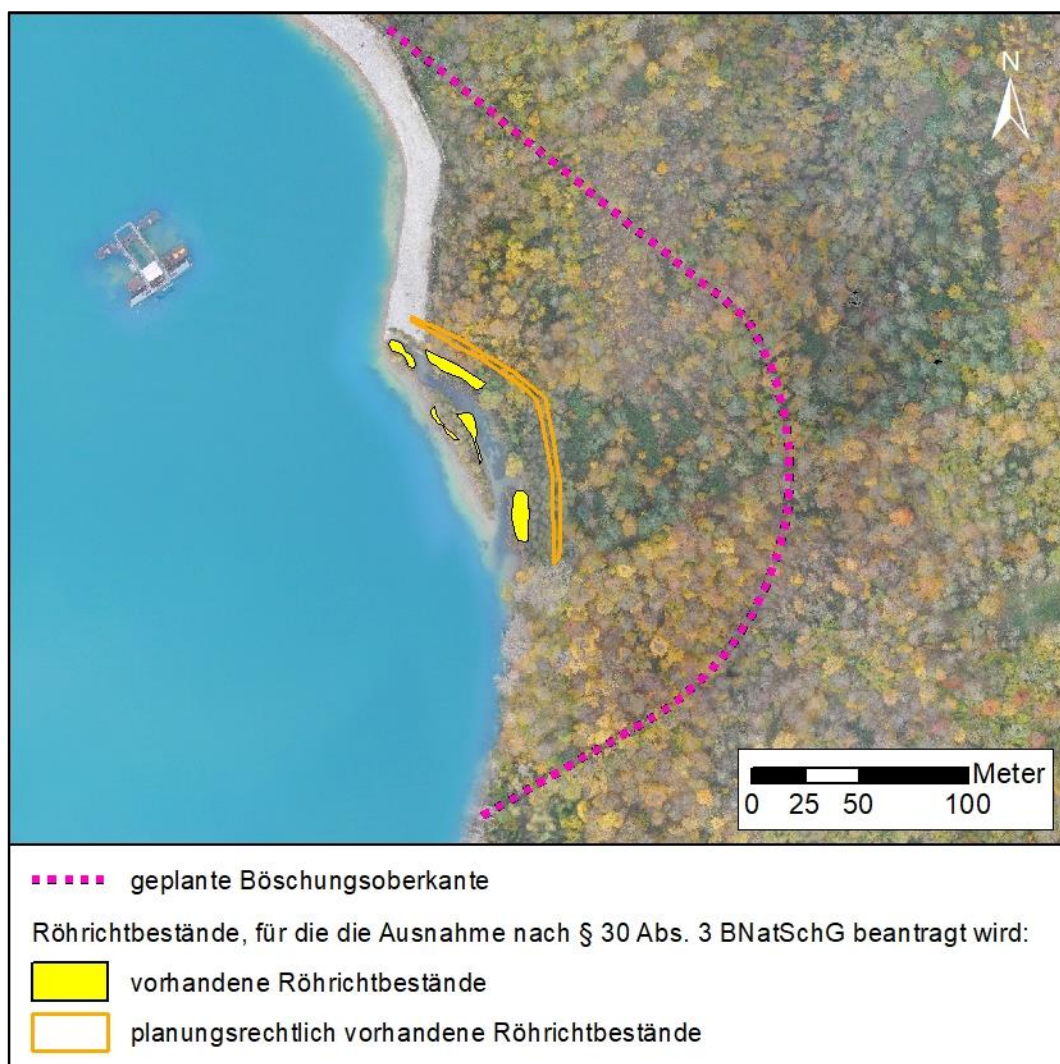 N
Meter
0 25 50 100
geplante Böschungsoberkante
Röhrichtbestände, für die die Ausnahme nach § 30 Abs. 3 BNatSchG beantragt wird:
vorhandene Röhrichtbestände
planungsrechtlich vorhandene Röhrichtbestände